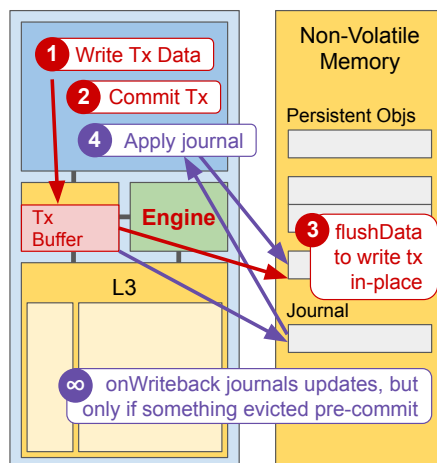 1 Write Tx Data
2 Commit Tx
4 Apply journal
Tx
Buffer
Engine
L3
Non-Volatile
Memory
Persistent Objs
3 flushData
to write tx
in-place
Journal
∞ onWriteback journals updates, but
only if something evicted pre-commit